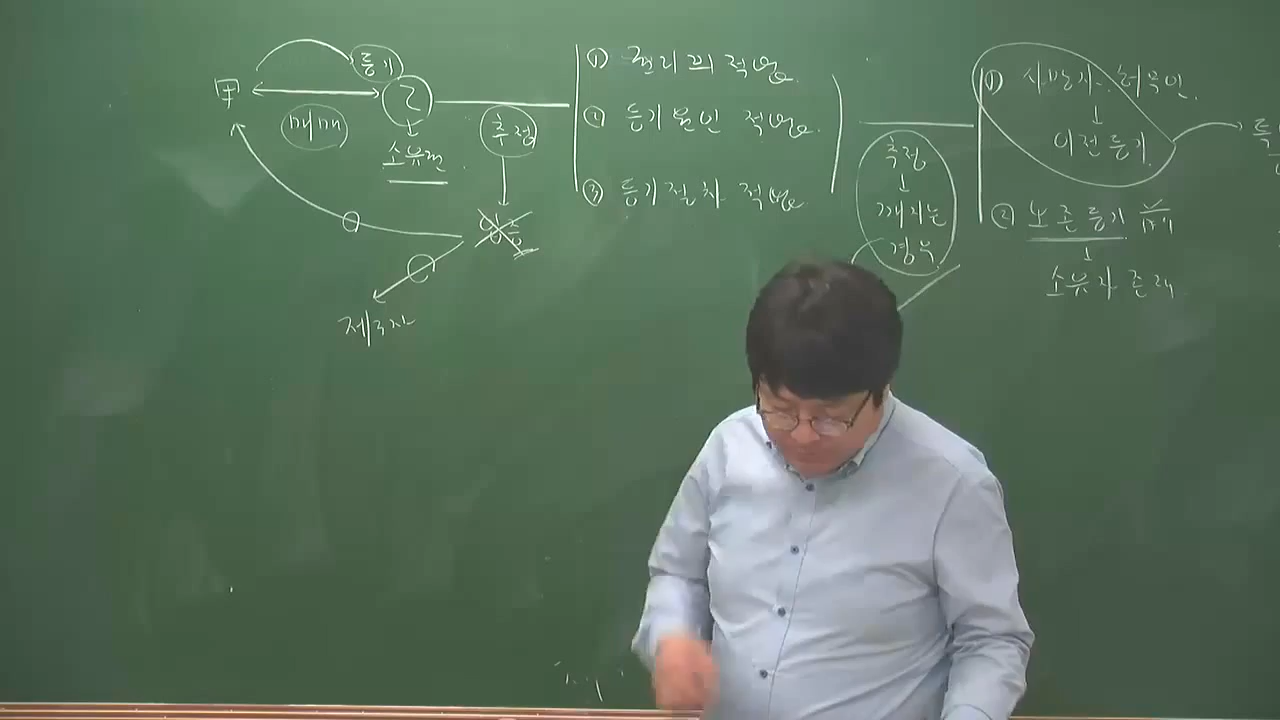 甲
등기
乙
매매
소유권
추정
입증
제3자
① 권리의 적법
② 등기원인 적법
③ 등기절차 적법
추정
깨지는
경우
① 사망자·허무인
이전등기
② 보존등기
소유자 존재